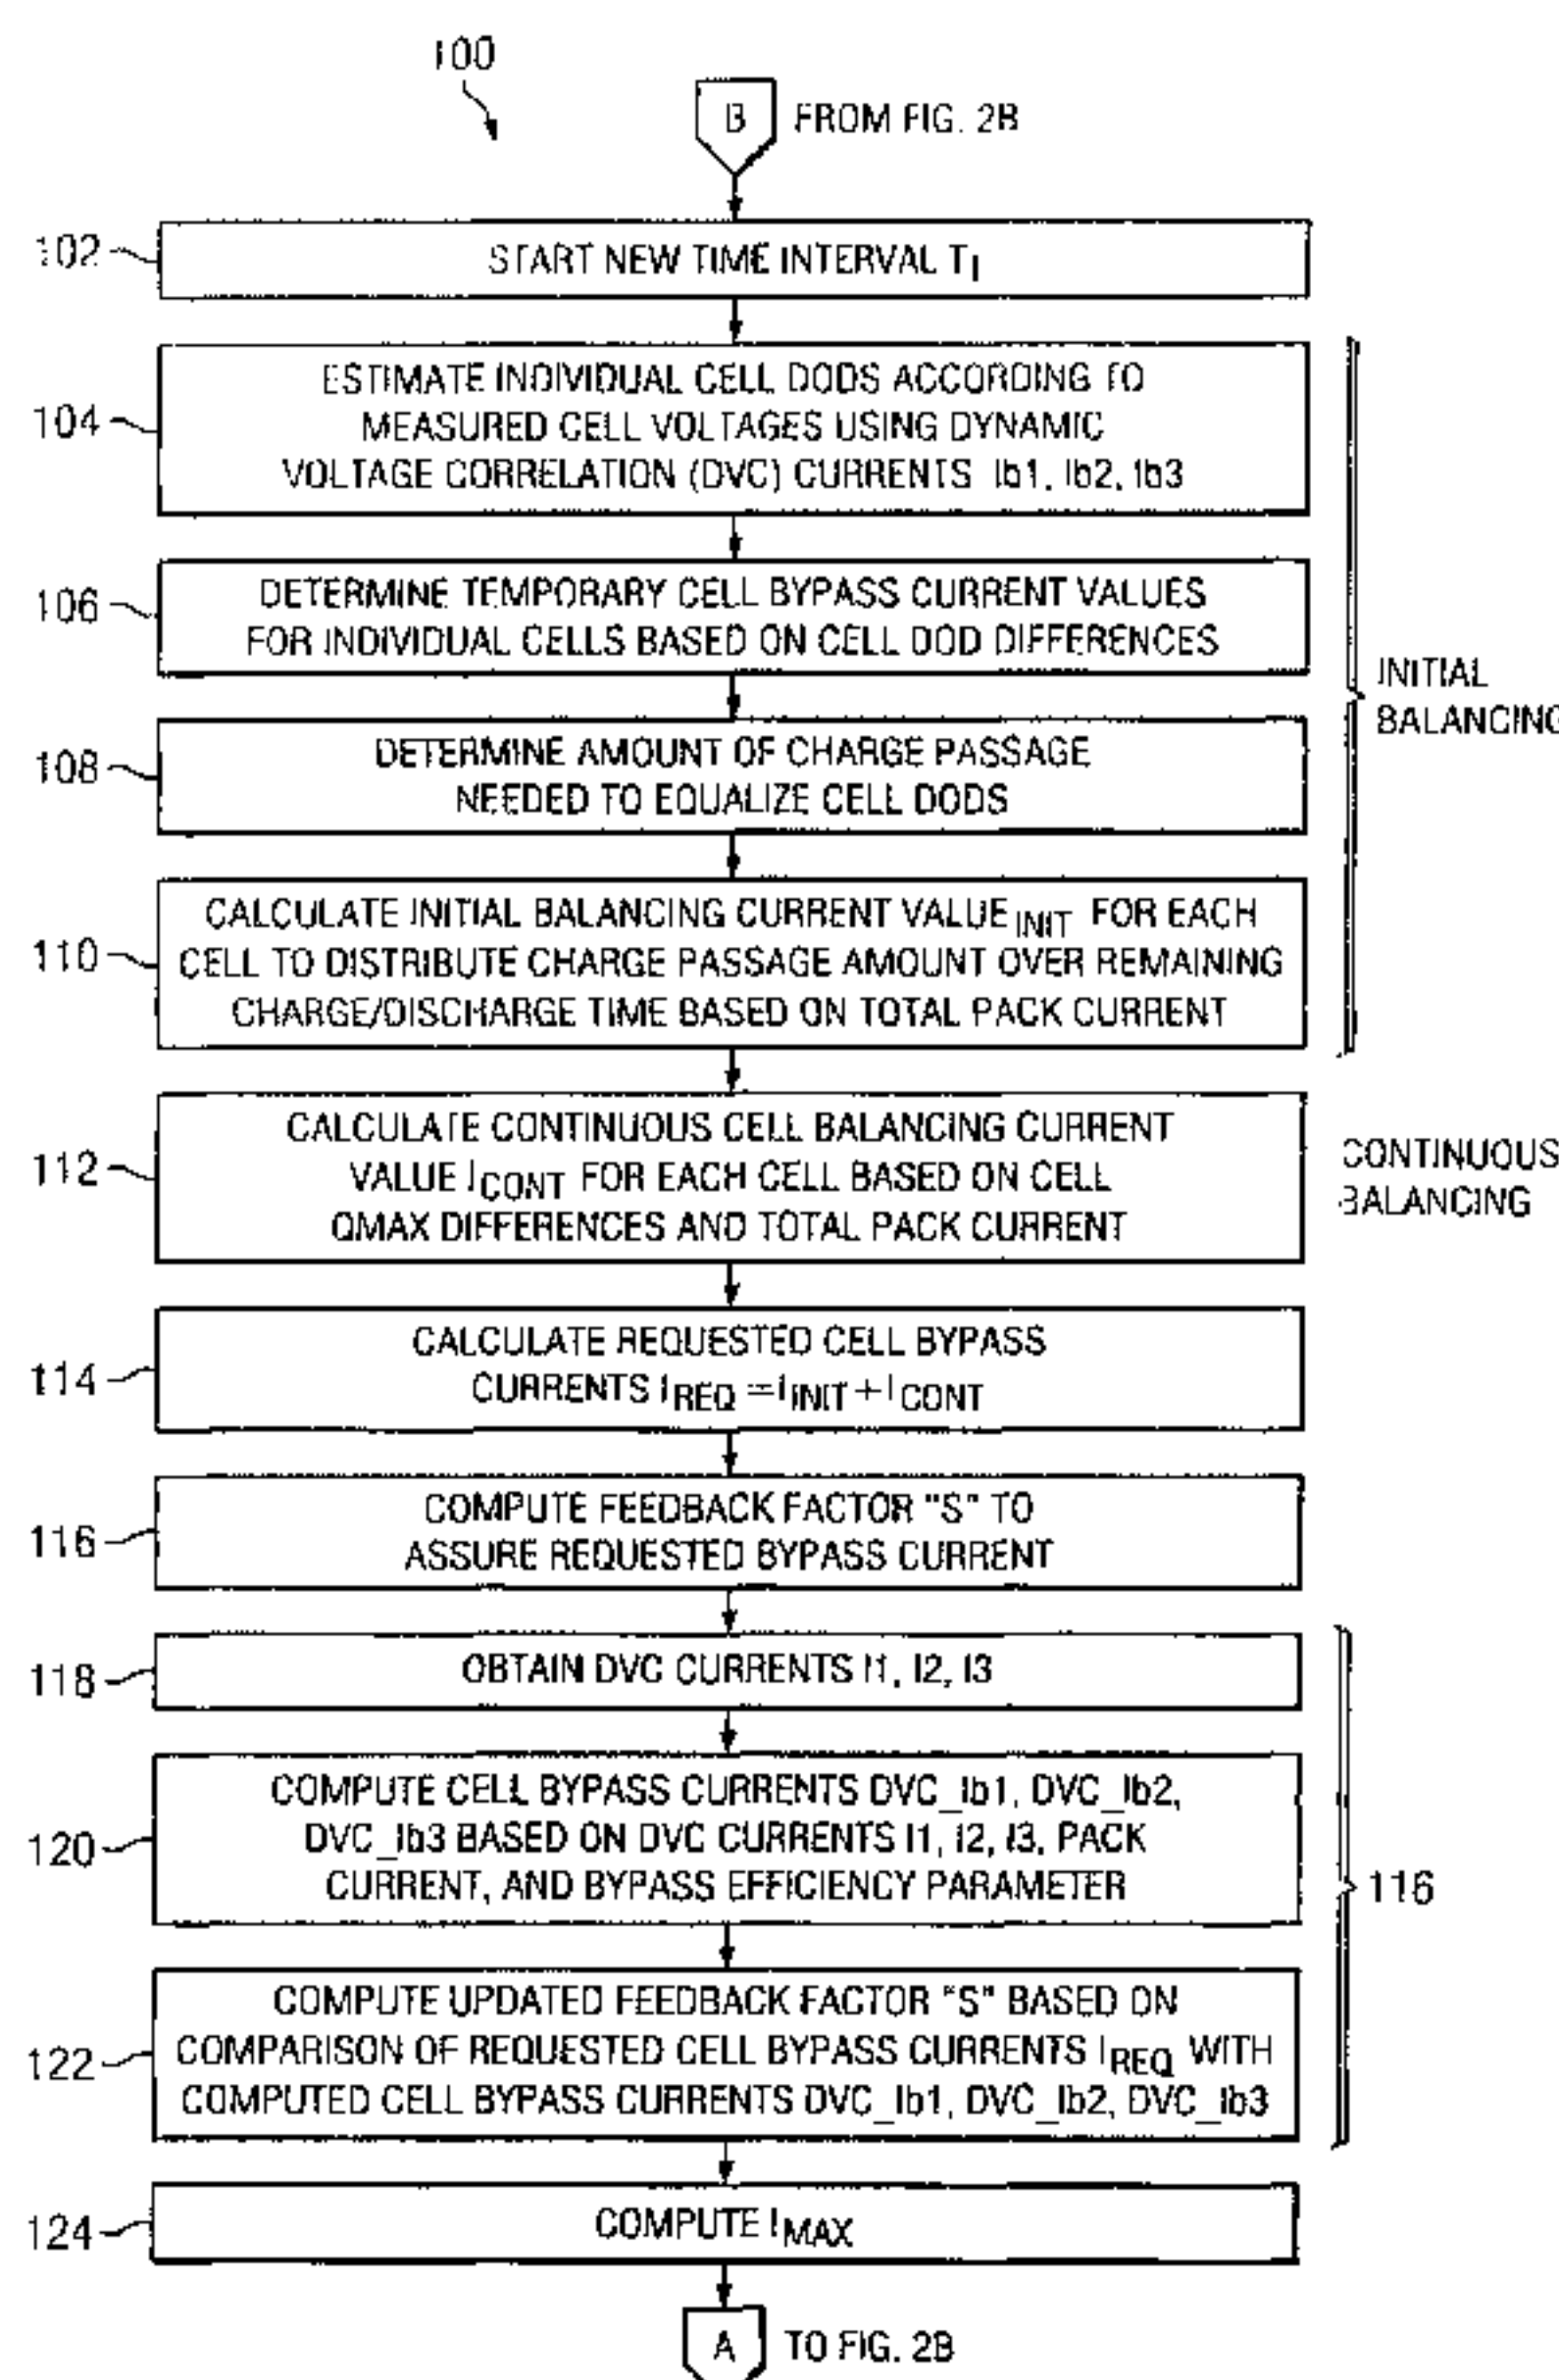 100
B FROM FIG. 2B
102
START NEW TIME INTERVAL TI
104
ESTIMATE INDIVIDUAL CELL DODS ACCORDING TO
MEASURED CELL VOLTAGES USING DYNAMIC
VOLTAGE CORRELATION (DVC) CURRENTS Ib1, Ib2, Ib3
106
DETERMINE TEMPORARY CELL BYPASS CURRENT VALUES
FOR INDIVIDUAL CELLS BASED ON CELL DOD DIFFERENCES
INITIAL
BALANCING
108
DETERMINE AMOUNT OF CHARGE PASSAGE
NEEDED TO EQUALIZE CELL DODS
110
CALCULATE INITIAL BALANCING CURRENT VALUE INIT FOR EACH
CELL TO DISTRIBUTE CHARGE PASSAGE AMOUNT OVER REMAINING
CHARGE/DISCHARGE TIME BASED ON TOTAL PACK CURRENT
112
CALCULATE CONTINUOUS CELL BALANCING CURRENT
VALUE ICONT FOR EACH CELL BASED ON CELL
QMAX DIFFERENCES AND TOTAL PACK CURRENT
CONTINUOUS
BALANCING
114
CALCULATE REQUESTED CELL BYPASS
CURRENTS IREQ =IINIT+ICONT
116
COMPUTE FEEDBACK FACTOR "S" TO
ASSURE REQUESTED BYPASS CURRENT
118
OBTAIN DVC CURRENTS I1, I2, I3
120
COMPUTE CELL BYPASS CURRENTS DVC_Ib1, DVC_Ib2,
DVC_Ib3 BASED ON DVC CURRENTS I1, I2, I3, PACK
CURRENT, AND BYPASS EFFICIENCY PARAMETER
116
122
COMPUTE UPDATED FEEDBACK FACTOR "S" BASED ON
COMPARISON OF REQUESTED CELL BYPASS CURRENTS IREQ WITH
COMPUTED CELL BYPASS CURRENTS DVC_Ib1, DVC_Ib2, DVC_Ib3
124
COMPUTE IMAX
A TO FIG. 2B